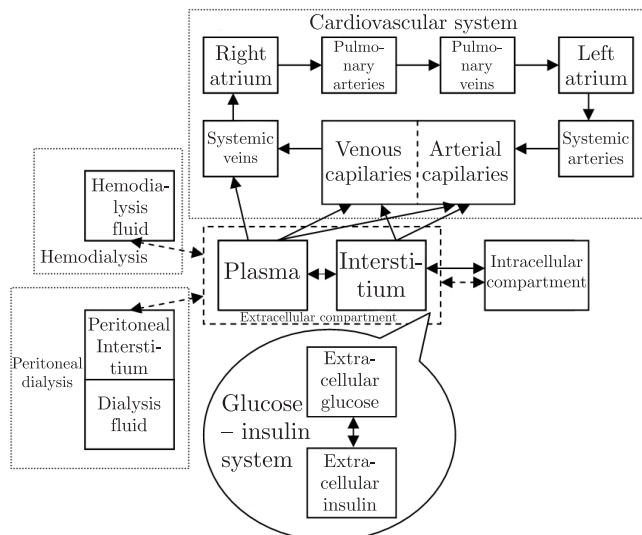 Cardiovascular system
Right
atrium
Pulmo-
nary
arteries
Pulmo-
nary
veins
Left
atrium
Systemic
veins
Venous
capilaries
Arterial
capilaries
Systemic
arteries
Hemodia-
lysis
fluid
Hemodialysis
Plasma
Intersti-
tium
Extracellular compartment
Intracellular
compartment
Peritoneal
Intersti-
tium
Peritoneal
dialysis
Dialysis
fluid
Glucose
– insulin
system
Extra-
cellular
glucose
Extra-
cellular
insulin